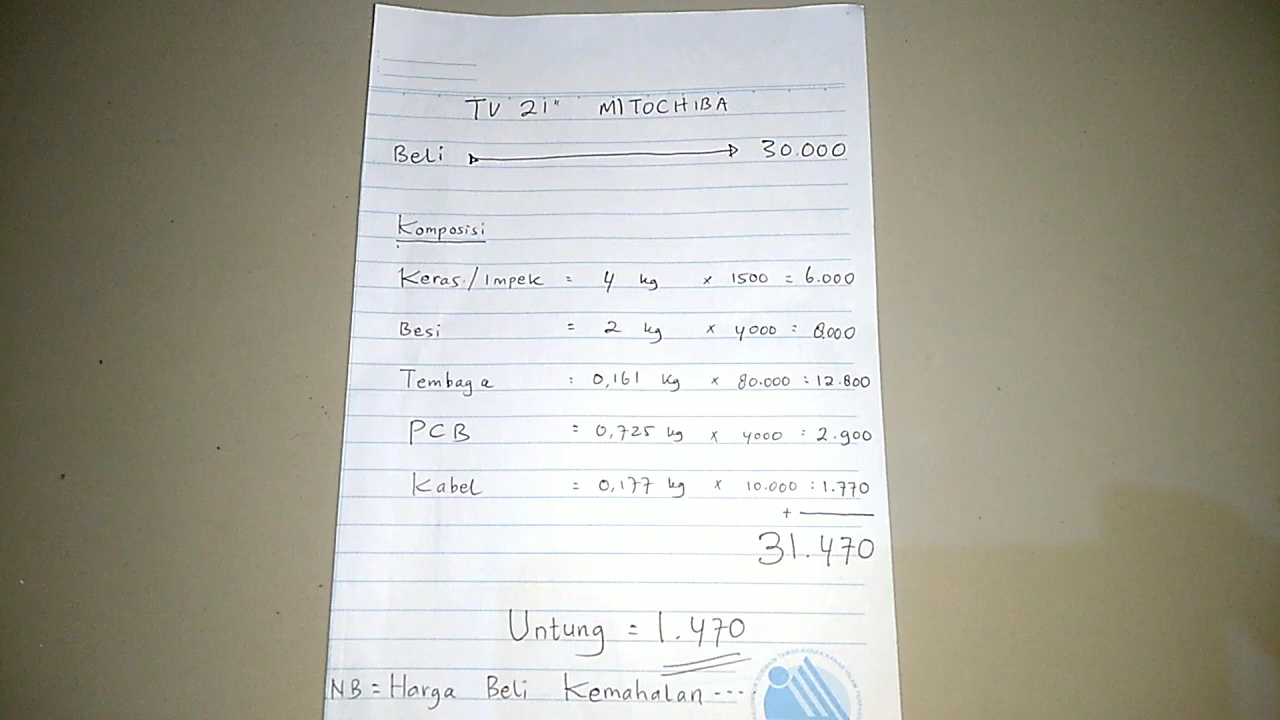 TV 21" MITOCHIBA
Beli 30.000
Komposisi
Keras/Impek = 4 kg x 1500 = 6.000
Besi = 2 kg x 4000 = 8000
Tembaga = 0,161 kg x 80.000 = 12.800
PCB = 0,725 kg x 4000 = 2.900
Kabel = 0,177 kg x 10.000 = 1.770
+
31.470
Untung = 1.470
NB = Harga Beli Kemahalan ---